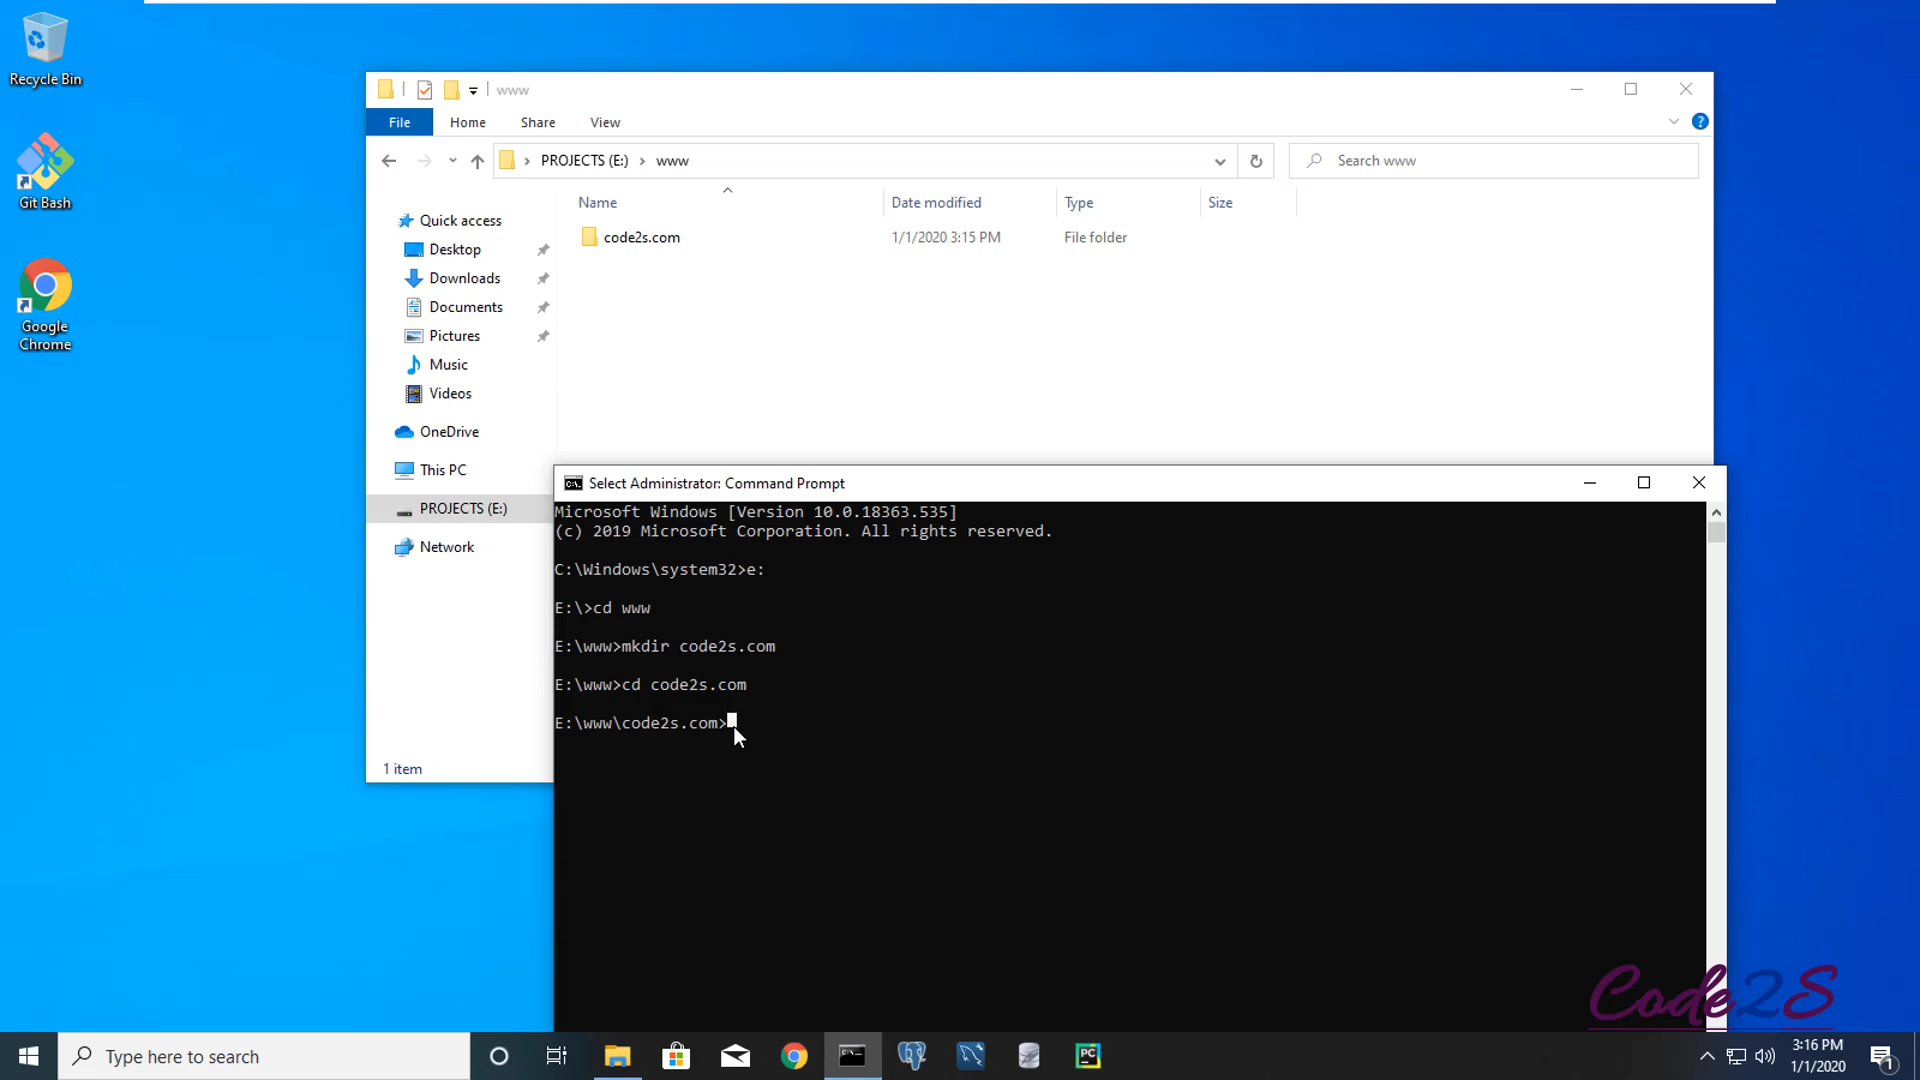 Recycle Bin
Git Bash
Google
Chrome
www
File Home Share View
PROJECTS (E:) www
Search www
Name Date modified Type Size
code2s.com 1/1/2020 3:15 PM File folder
Quick access
Desktop
Downloads
Documents
Pictures
Music
Videos
OneDrive
This PC
PROJECTS (E:)
Network
1 item
Select Administrator: Command Prompt
Microsoft Windows [Version 10.0.18363.535]
(c) 2019 Microsoft Corporation. All rights reserved.
C:\Windows\system32>e:
E:\>cd www
E:\www>mkdir code2s.com
E:\www>cd code2s.com
E:\www\code2s.com>
Code2S
Type here to search
PC
3:16 PM
1/1/2020
1